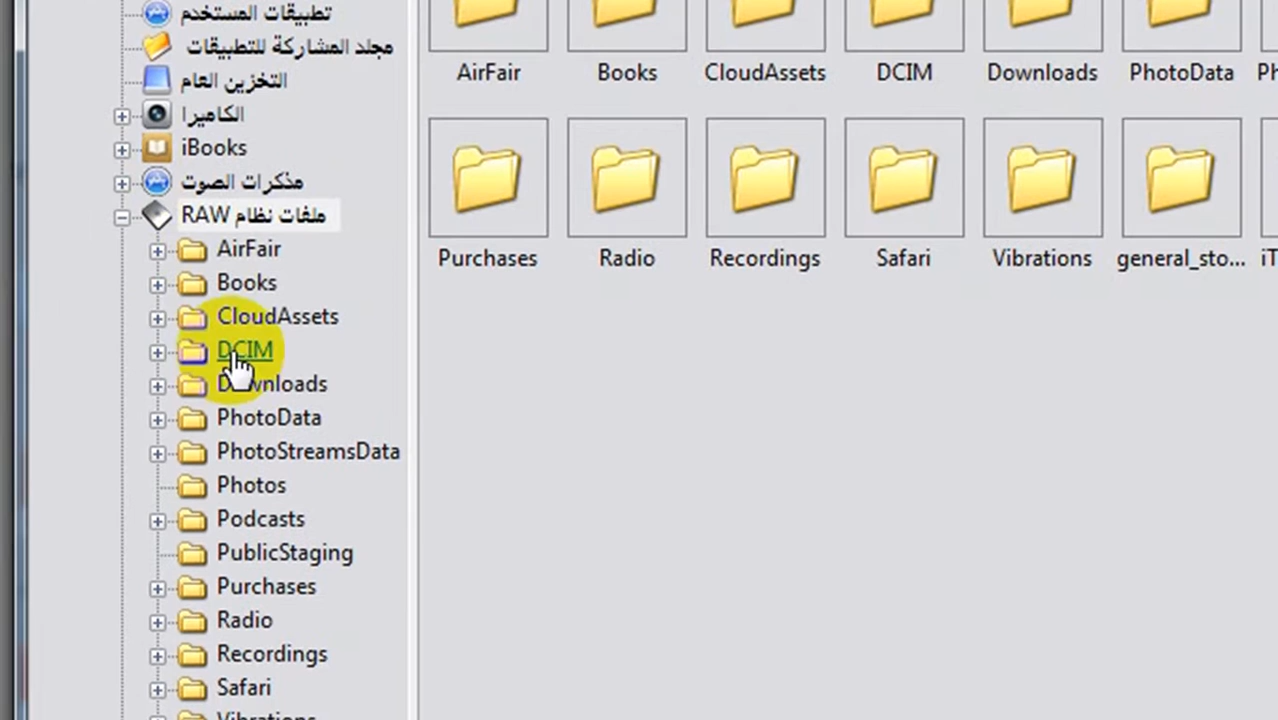 تطبيقات المستخدم
مجلد المشاركة للتطبيقات
التخزين العام
الكاميرا
iBooks
مذكرات الصوت
ملفات نظام RAW
AirFair
Books
CloudAssets
DCIM
Downloads
PhotoData
PhotoStreamsData
Photos
Podcasts
PublicStaging
Purchases
Radio
Recordings
Safari
Vibrations
AirFair
Books
CloudAssets
DCIM
Downloads
PhotoData
Purchases
Radio
Recordings
Safari
Vibrations
general_sto...